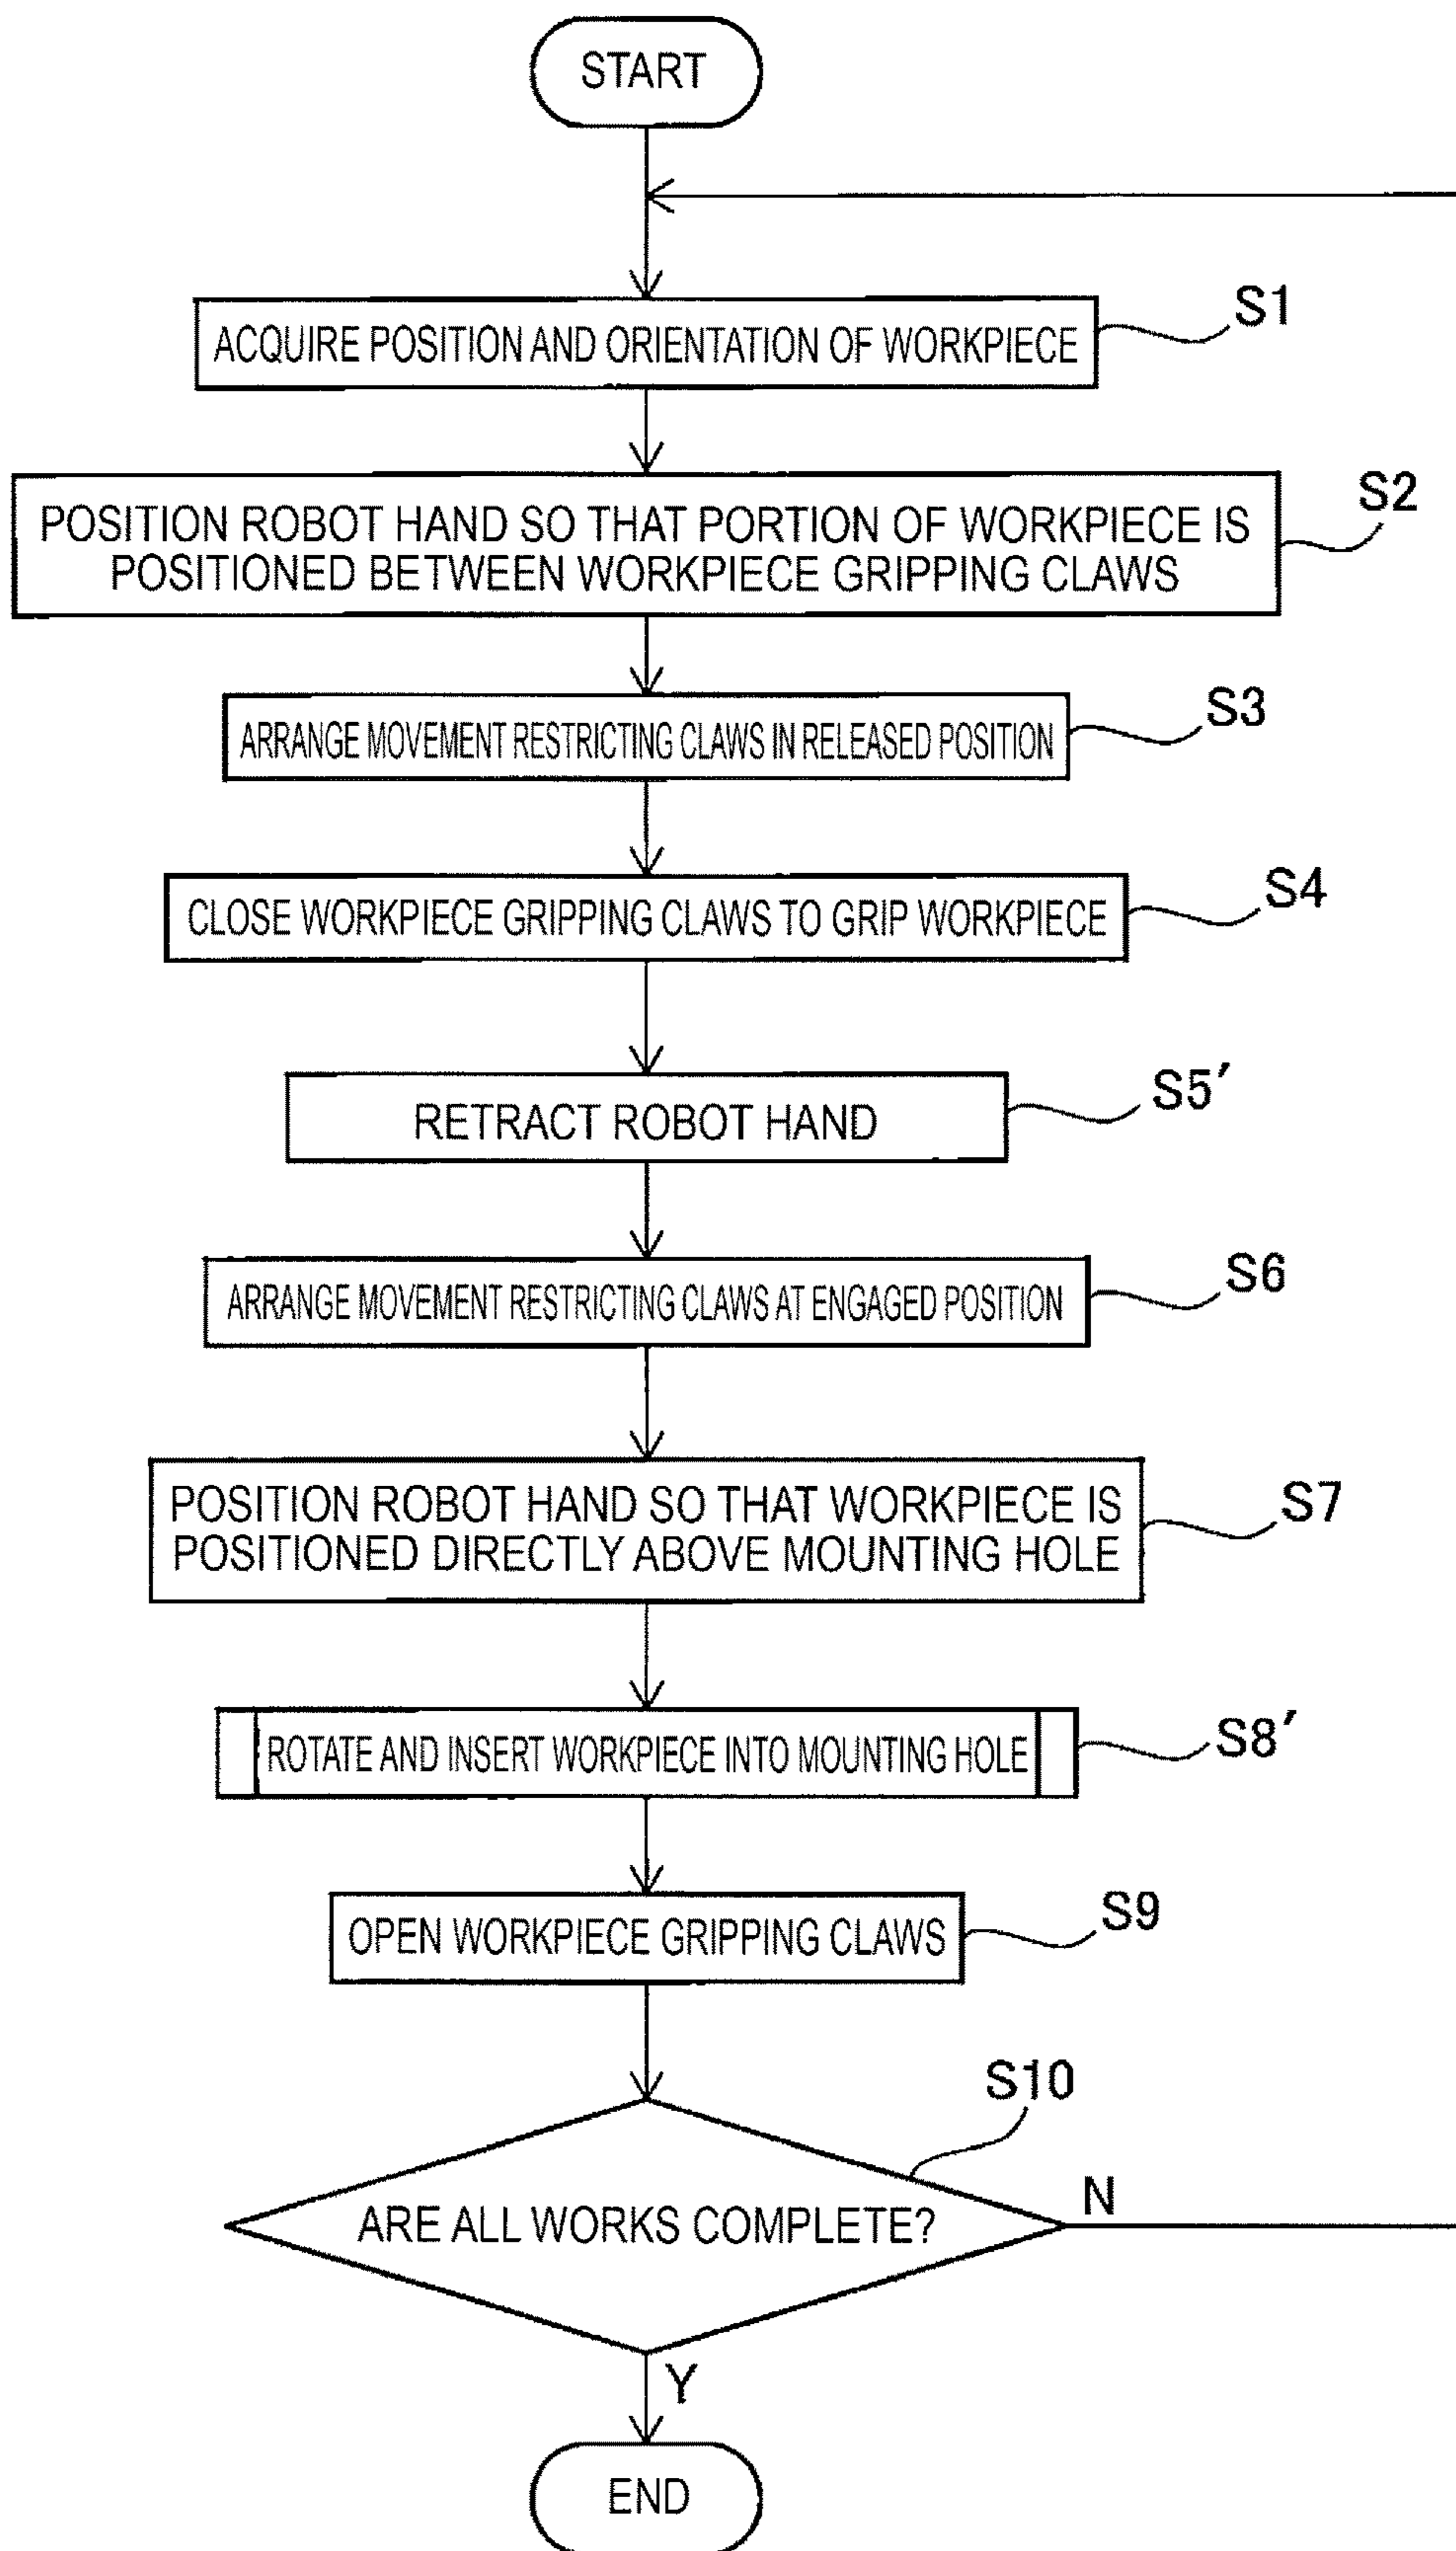 START
ACQUIRE POSITION AND ORIENTATION OF WORKPIECE
S1
POSITION ROBOT HAND SO THAT PORTION OF WORKPIECE IS
POSITIONED BETWEEN WORKPIECE GRIPPING CLAWS
S2
ARRANGE MOVEMENT RESTRICTING CLAWS IN RELEASED POSITION
S3
CLOSE WORKPIECE GRIPPING CLAWS TO GRIP WORKPIECE
S4
RETRACT ROBOT HAND
S5′
ARRANGE MOVEMENT RESTRICTING CLAWS AT ENGAGED POSITION
S6
POSITION ROBOT HAND SO THAT WORKPIECE IS
POSITIONED DIRECTLY ABOVE MOUNTING HOLE
S7
ROTATE AND INSERT WORKPIECE INTO MOUNTING HOLE
S8′
OPEN WORKPIECE GRIPPING CLAWS
S9
S10
ARE ALL WORKS COMPLETE?
N
Y
END